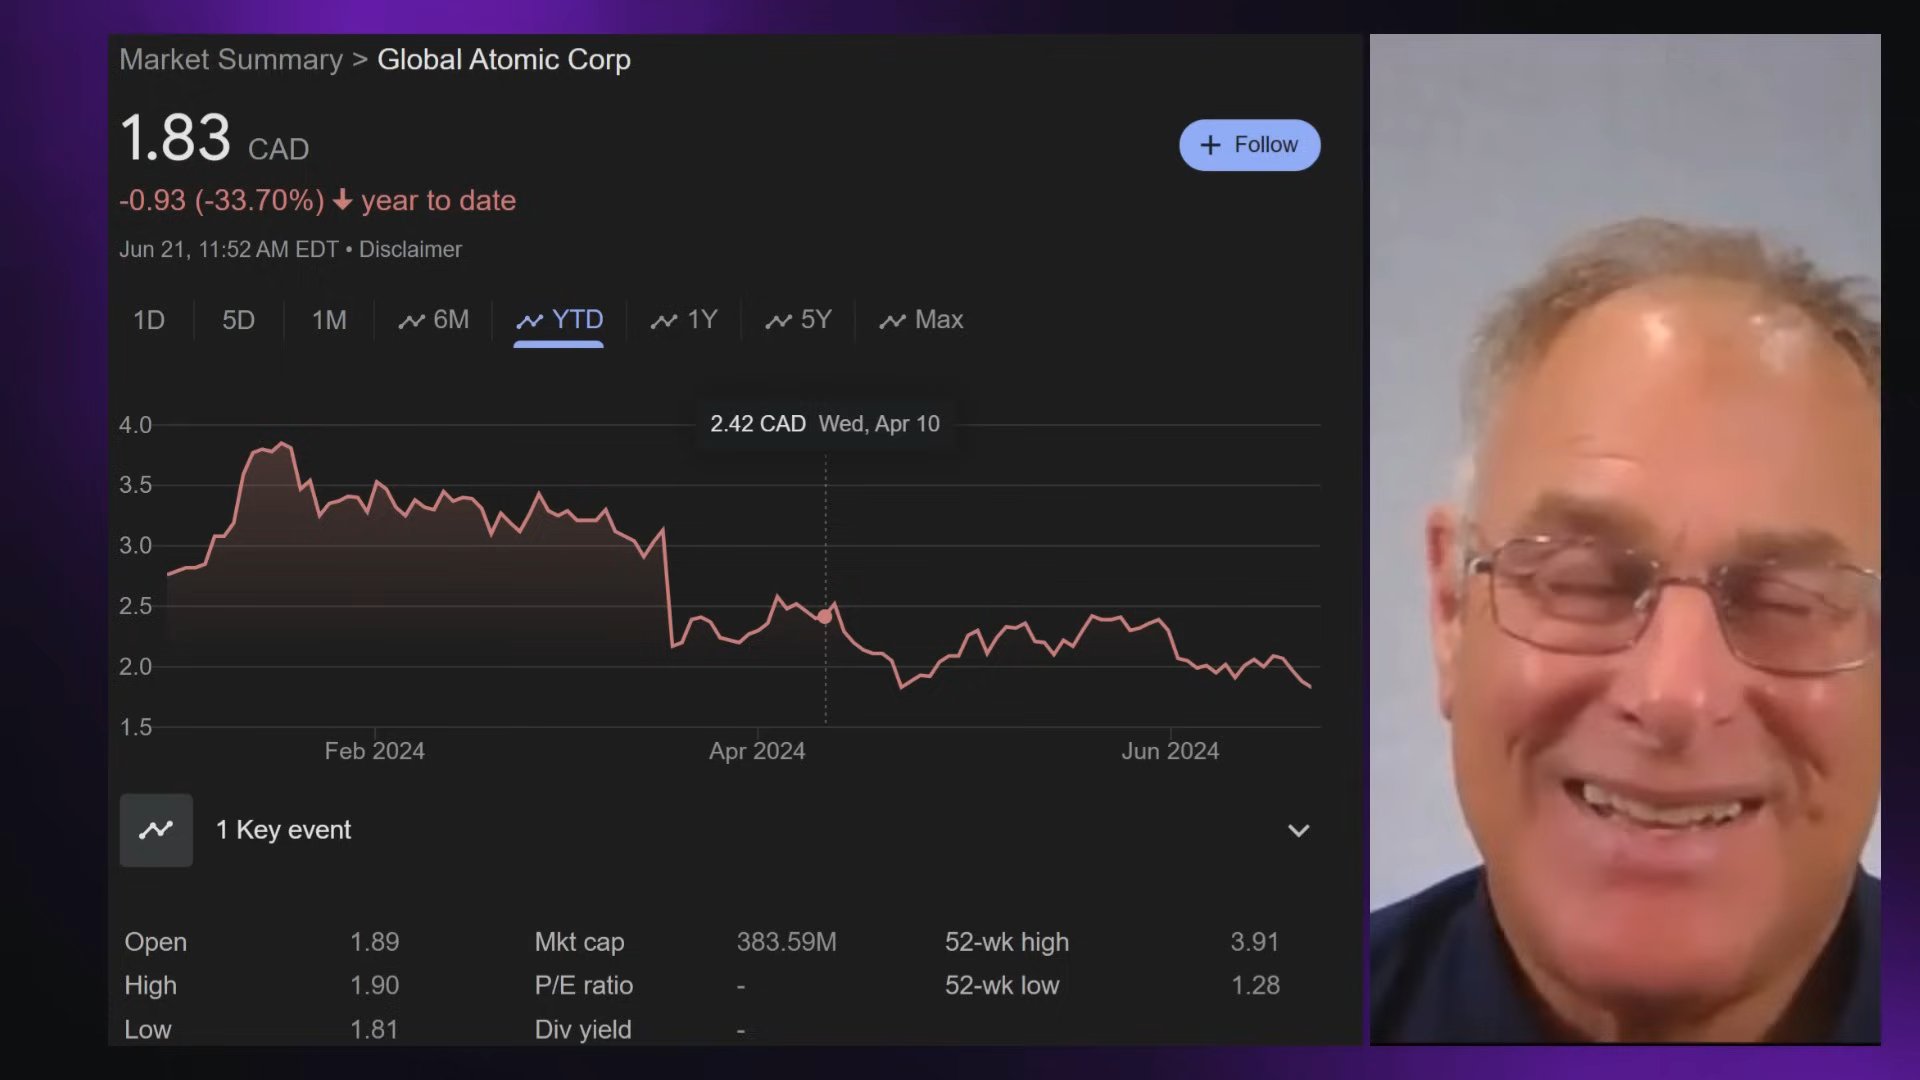 Market Summary > Global Atomic Corp
1.83 CAD
+ Follow
-0.93 (-33.70%) ↓ year to date
Jun 21, 11:52 AM EDT • Disclaimer
1D 5D 1M 6M YTD 1Y 5Y Max
2.42 CAD Wed, Apr 10
4.0
3.5
3.0
2.5
2.0
1.5
Feb 2024 Apr 2024 Jun 2024
1 Key event
Open 1.89 Mkt cap 383.59M 52-wk high 3.91
High 1.90 P/E ratio - 52-wk low 1.28
Low 1.81 Div yield -